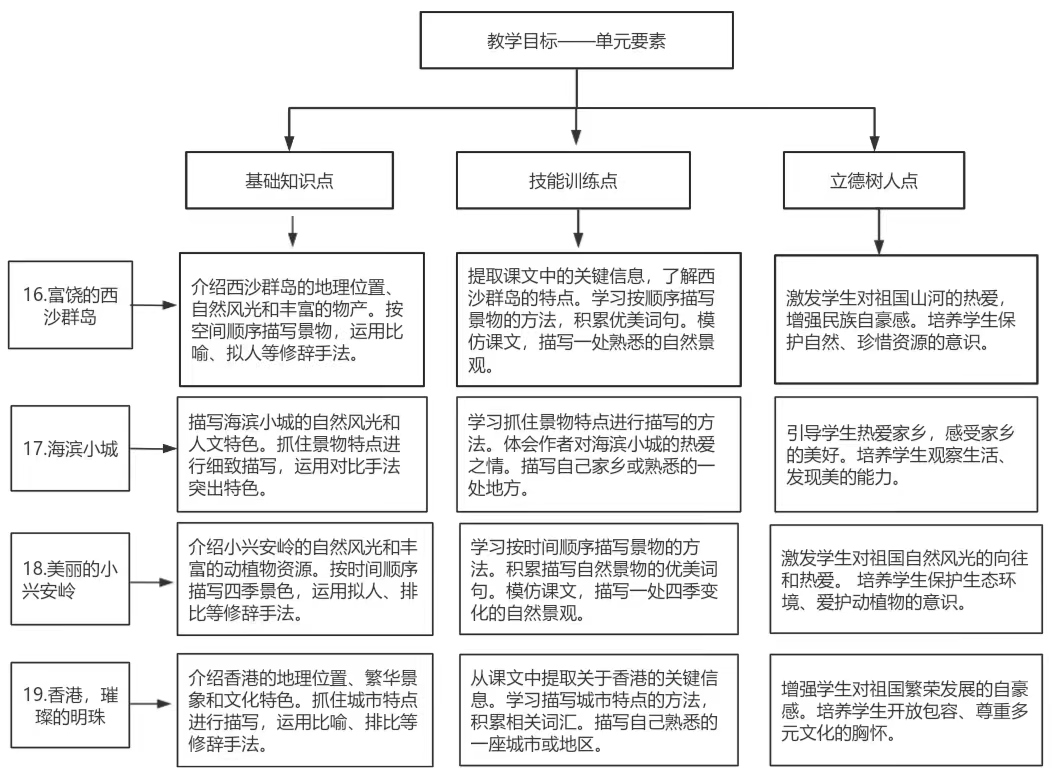 教学目标——单元要素
基础知识点
技能训练点
立德树人点
16.富饶的西
沙群岛
介绍西沙群岛的地理位置、
自然风光和丰富的物产。按
空间顺序描写景物，运用比
喻、拟人等修辞手法。
提取课文中的关键信息，了解西
沙群岛的特点。学习按顺序描写
景物的方法，积累优美词句。模
仿课文，描写一处熟悉的自然景
观。
激发学生对祖国山河的热爱，
增强民族自豪感。培养学生保
护自然、珍惜资源的意识。
17.海滨小城
描写海滨小城的自然风光和
人文特色。抓住景物特点进
行细致描写，运用对比手法
突出特色。
学习抓住景物特点进行描写的方
法。体会作者对海滨小城的热爱
之情。描写自己家乡或熟悉的一
处地方。
引导学生热爱家乡，感受家乡
的美好。培养学生观察生活、
发现美的能力。
18.美丽的小
兴安岭
介绍小兴安岭的自然风光和丰
富的动植物资源。按时间顺序
描写四季景色，运用拟人、排
比等修辞手法。
学习按时间顺序描写景物的方
法。积累描写自然景物的优美词
句。模仿课文，描写一处四季变
化的自然景观。
激发学生对祖国自然风光的向往
和热爱。 培养学生保护生态环
境、爱护动植物的意识。
19.香港，璀
璨的明珠
介绍香港的地理位置、繁华景
象和文化特色。抓住城市特点
进行描写，运用比喻、排比等
修辞手法。
从课文中提取关于香港的关键信
息。学习描写城市特点的方法，
积累相关词汇。描写自己熟悉的
一座城市或地区。
增强学生对祖国繁荣发展的自豪
感。培养学生开放包容、尊重多
元文化的胸怀。